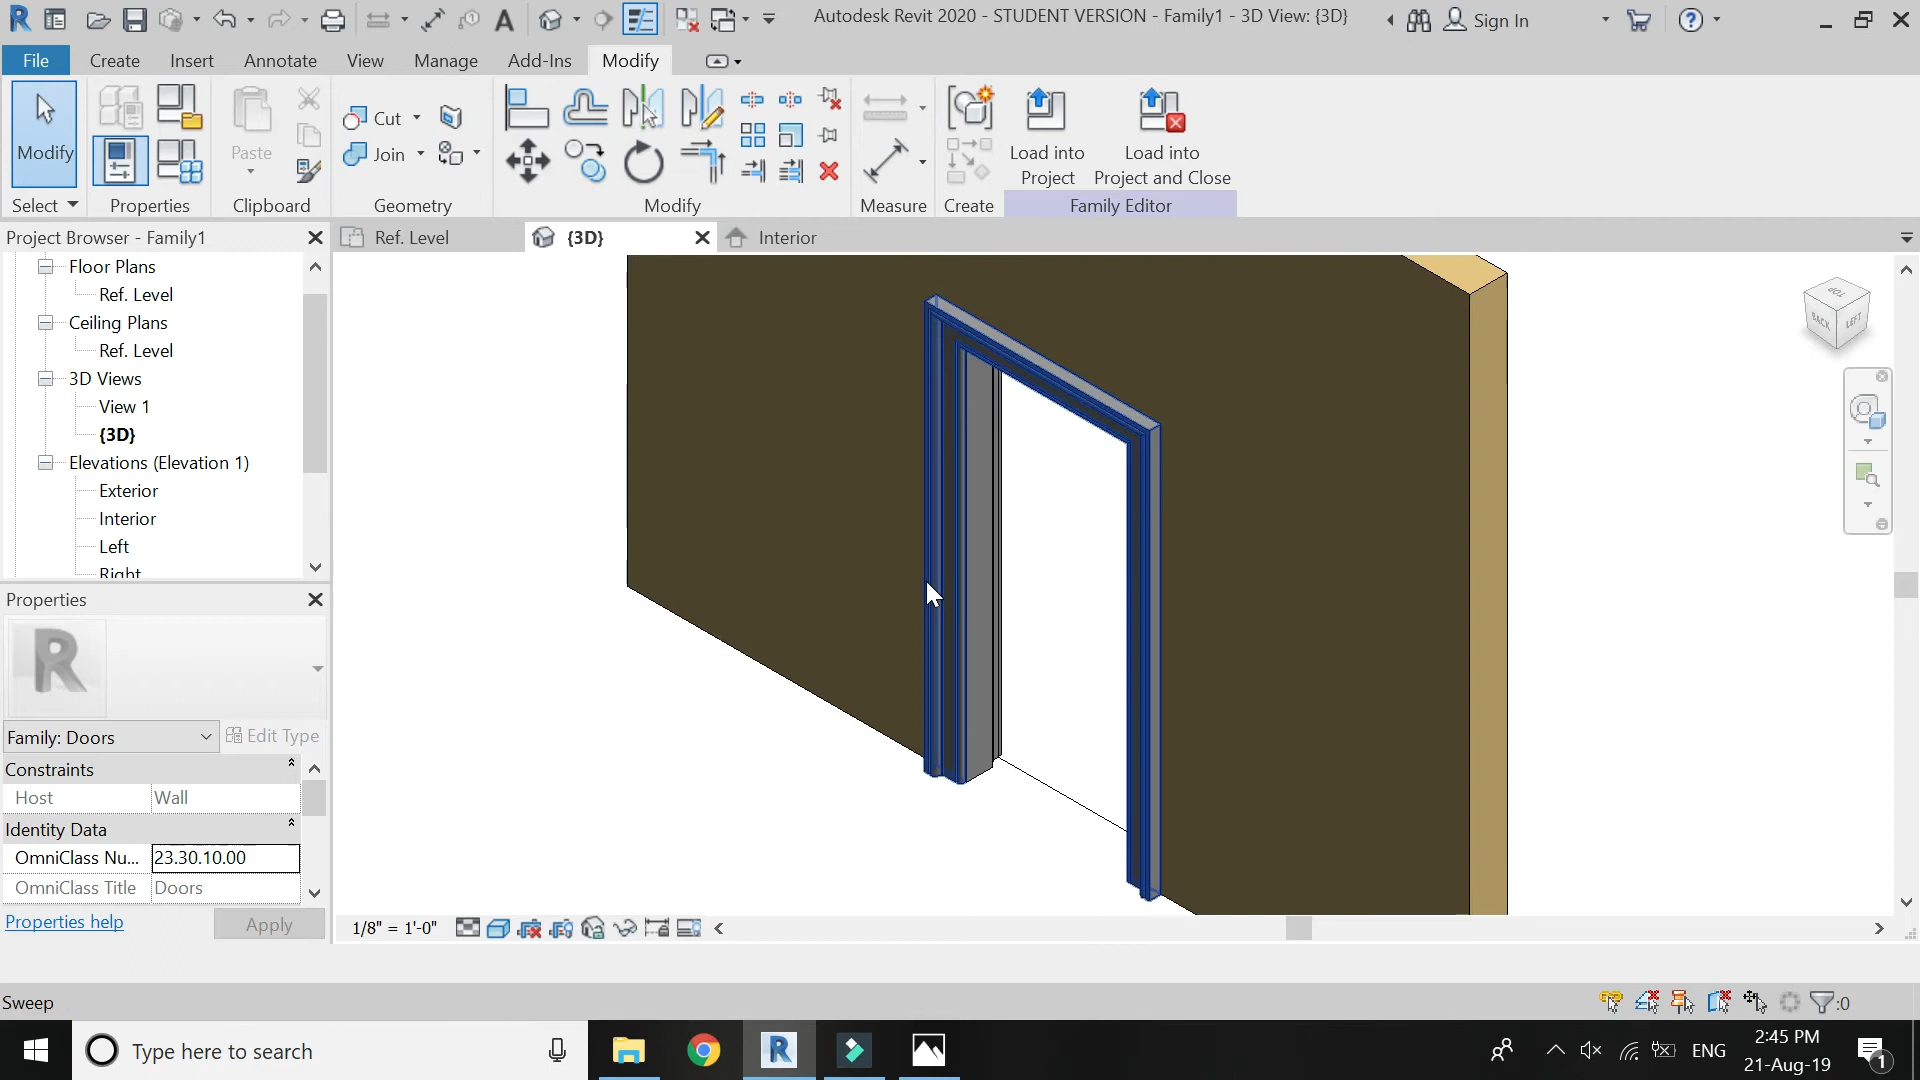 Autodesk Revit 2020 - STUDENT VERSION - Family1 - 3D View: {3D}
Sign In
File
Create
Insert
Annotate
View
Manage
Add-Ins
Modify
Modify
Paste
Cut
Join
Load into
Project
Load into
Project and Close
Select
Properties
Clipboard
Geometry
Modify
Measure
Create
Family Editor
Project Browser - Family1
Ref. Level
{3D}
Interior
Floor Plans
Ref. Level
Ceiling Plans
Ref. Level
3D Views
View 1
{3D}
Elevations (Elevation 1)
Exterior
Interior
Left
Right
TOP
BACK
LEFT
Properties
Family: Doors
Edit Type
Constraints
Host
Wall
Identity Data
OmniClass Nu...
23.30.10.00
OmniClass Title
Doors
Properties help
Apply
1/8" = 1'-0"
Sweep
:0
Type here to search
ENG
2:45 PM
21-Aug-19
1